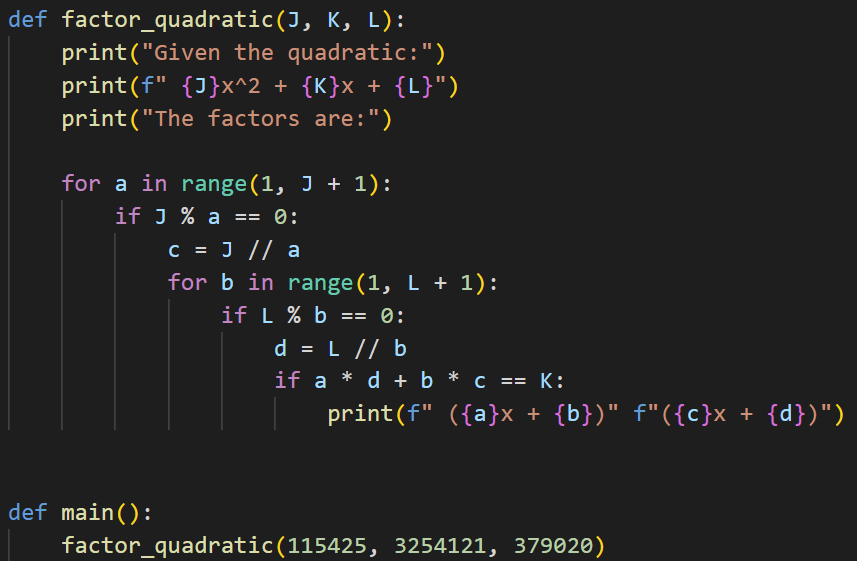 def factor_quadratic(J, K, L):
    print("Given the quadratic:")
    print(f" {J}x^2 + {K}x + {L}")
    print("The factors are:")

    for a in range(1, J + 1):
        if J % a == 0:
            c = J // a
            for b in range(1, L + 1):
                if L % b == 0:
                    d = L // b
                    if a * d + b * c == K:
                        print(f" ({a}x + {b})" f"({c}x + {d})")


def main():
    factor_quadratic(115425, 3254121, 379020)